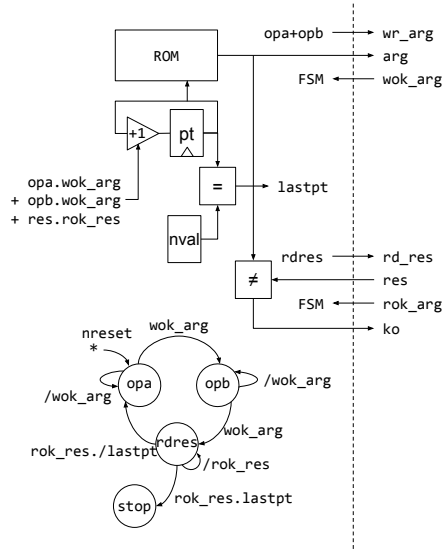 opa+opb
wr_arg
ROM
arg
FSM
wok_arg
+1
pt
opa.wok_arg
+ opb.wok_arg
+ res.rok_res
=
lastpt
nval
rdres
rd_res
≠
res
FSM
rok_arg
ko
nreset
*
wok_arg
opa
opb
/wok_arg
/wok_arg
wok_arg
rdres
rok_res./lastpt
/rok_res
rok_res.lastpt
stop